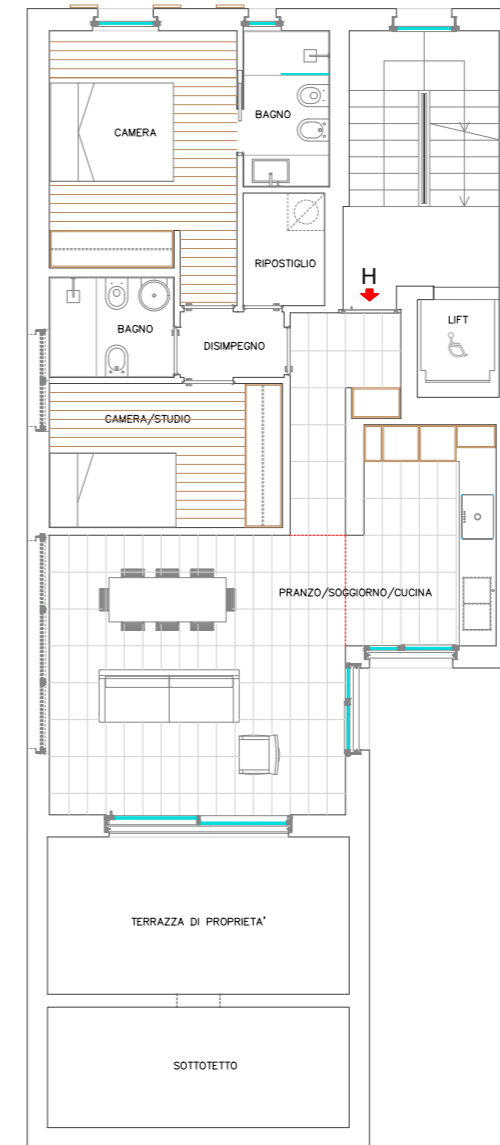 CAMERA
BAGNO
RIPOSTIGLIO
H
LIFT
BAGNO
DISIMPEGNO
CAMERA/STUDIO
PRANZO/SOGGIORNO/CUCINA
TERRAZZA DI PROPRIETA'
SOTTOTETTO